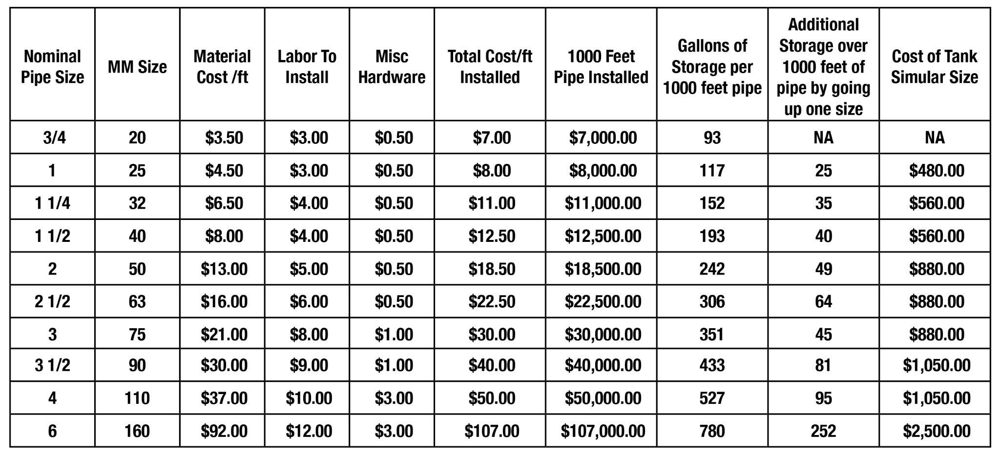 Nominal Pipe Size | MM Size | Material Cost /ft | Labor To Install | Misc Hardware | Total Cost/ft Installed | 1000 Feet Pipe Installed | Gallons of Storage per 1000 feet pipe | Additional Storage over 1000 feet of pipe by going up one size | Cost of Tank Simular Size
3/4 | 20 | $3.50 | $3.00 | $0.50 | $7.00 | $7,000.00 | 93 | NA | NA
1 | 25 | $4.50 | $3.00 | $0.50 | $8.00 | $8,000.00 | 117 | 25 | $480.00
1 1/4 | 32 | $6.50 | $4.00 | $0.50 | $11.00 | $11,000.00 | 152 | 35 | $560.00
1 1/2 | 40 | $8.00 | $4.00 | $0.50 | $12.50 | $12,500.00 | 193 | 40 | $560.00
2 | 50 | $13.00 | $5.00 | $0.50 | $18.50 | $18,500.00 | 242 | 49 | $880.00
2 1/2 | 63 | $16.00 | $6.00 | $0.50 | $22.50 | $22,500.00 | 306 | 64 | $880.00
3 | 75 | $21.00 | $8.00 | $1.00 | $30.00 | $30,000.00 | 351 | 45 | $880.00
3 1/2 | 90 | $30.00 | $9.00 | $1.00 | $40.00 | $40,000.00 | 433 | 81 | $1,050.00
4 | 110 | $37.00 | $10.00 | $3.00 | $50.00 | $50,000.00 | 527 | 95 | $1,050.00
6 | 160 | $92.00 | $12.00 | $3.00 | $107.00 | $107,000.00 | 780 | 252 | $2,500.00